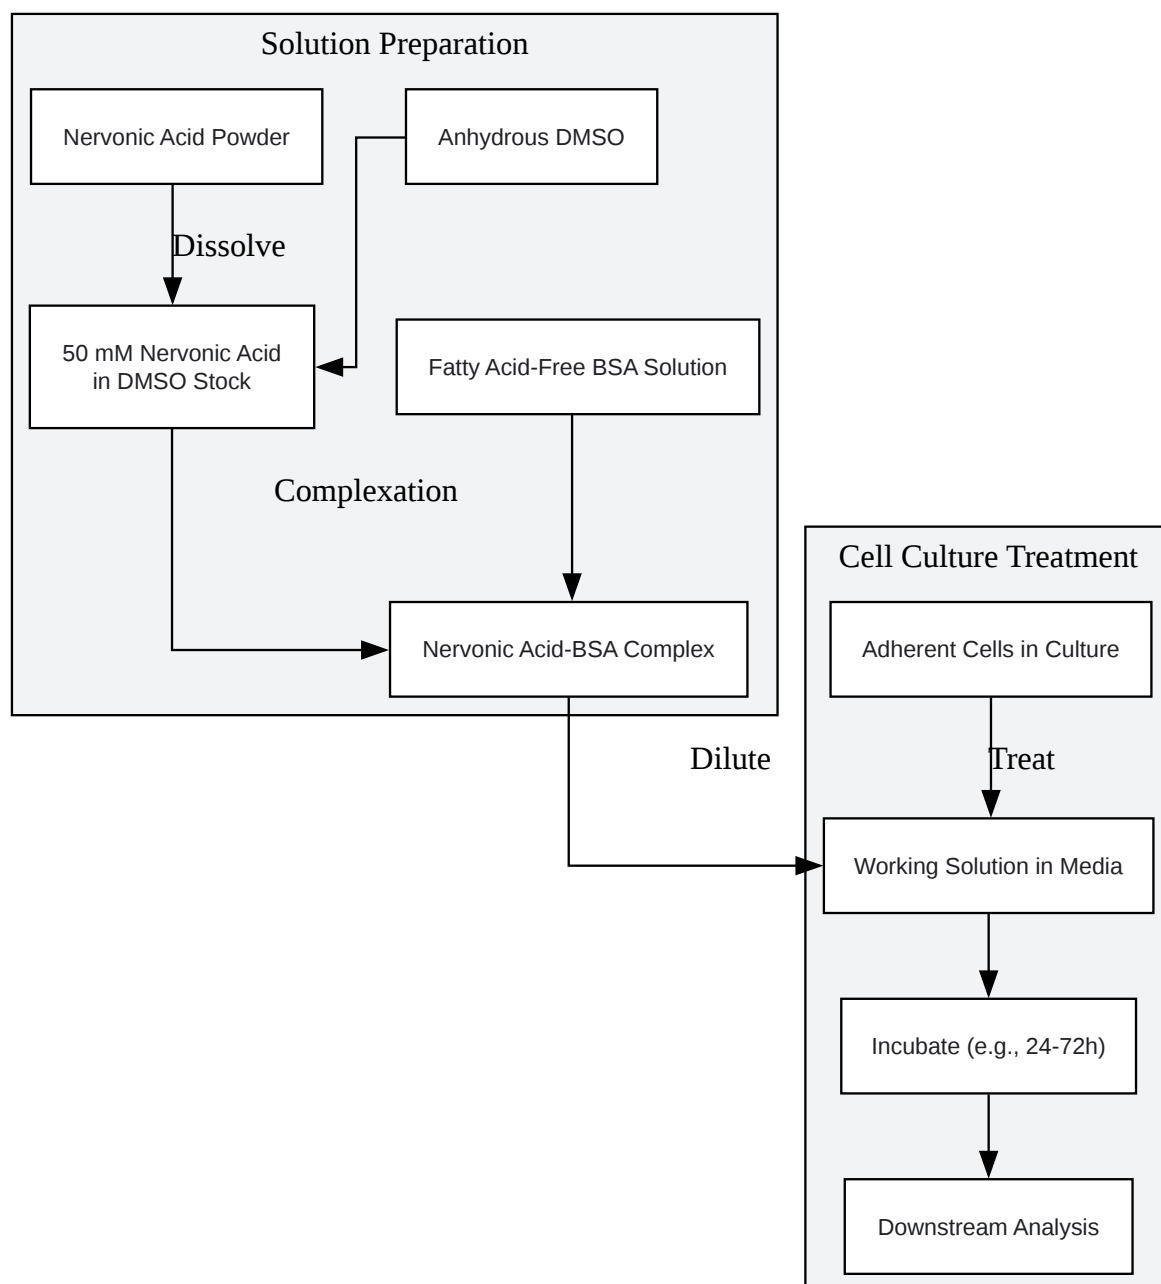 Solution Preparation
Nervonic Acid Powder
Anhydrous DMSO
Dissolve
50 mM Nervonic Acid
in DMSO Stock
Fatty Acid-Free BSA Solution
Complexation
Nervonic Acid-BSA Complex
Cell Culture Treatment
Adherent Cells in Culture
Dilute
Treat
Working Solution in Media
Incubate (e.g., 24-72h)
Downstream Analysis